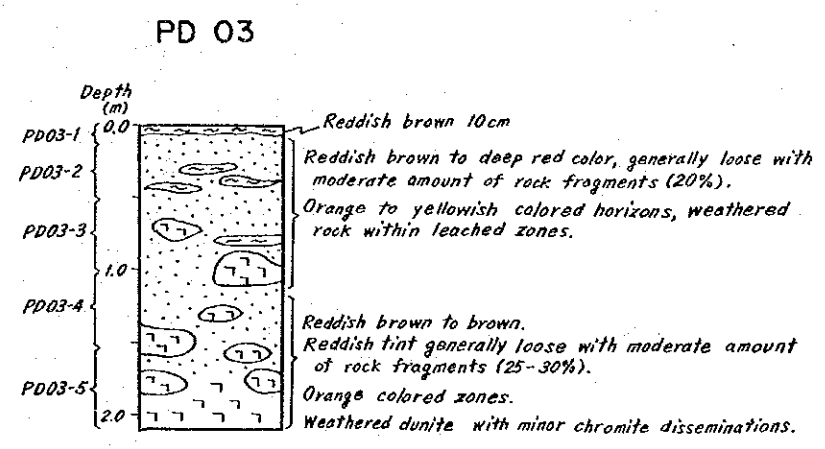 PD 03
Depth
(m)
0.0
PD03-1
Reddish brown 10cm
PD03-2
Reddish brown to deep red color, generally loose with
moderate amount of rock fragments (20%).
PD03-3
Orange to yellowish colored horizons, weathered
rock within leached zones.
1.0
PD03-4
Reddish brown to brown.
Reddish tint generally loose with moderate amount
of rock fragments (25-30%).
PD03-5
Orange colored zones.
2.0
Weathered dunite with minor chromite disseminations.